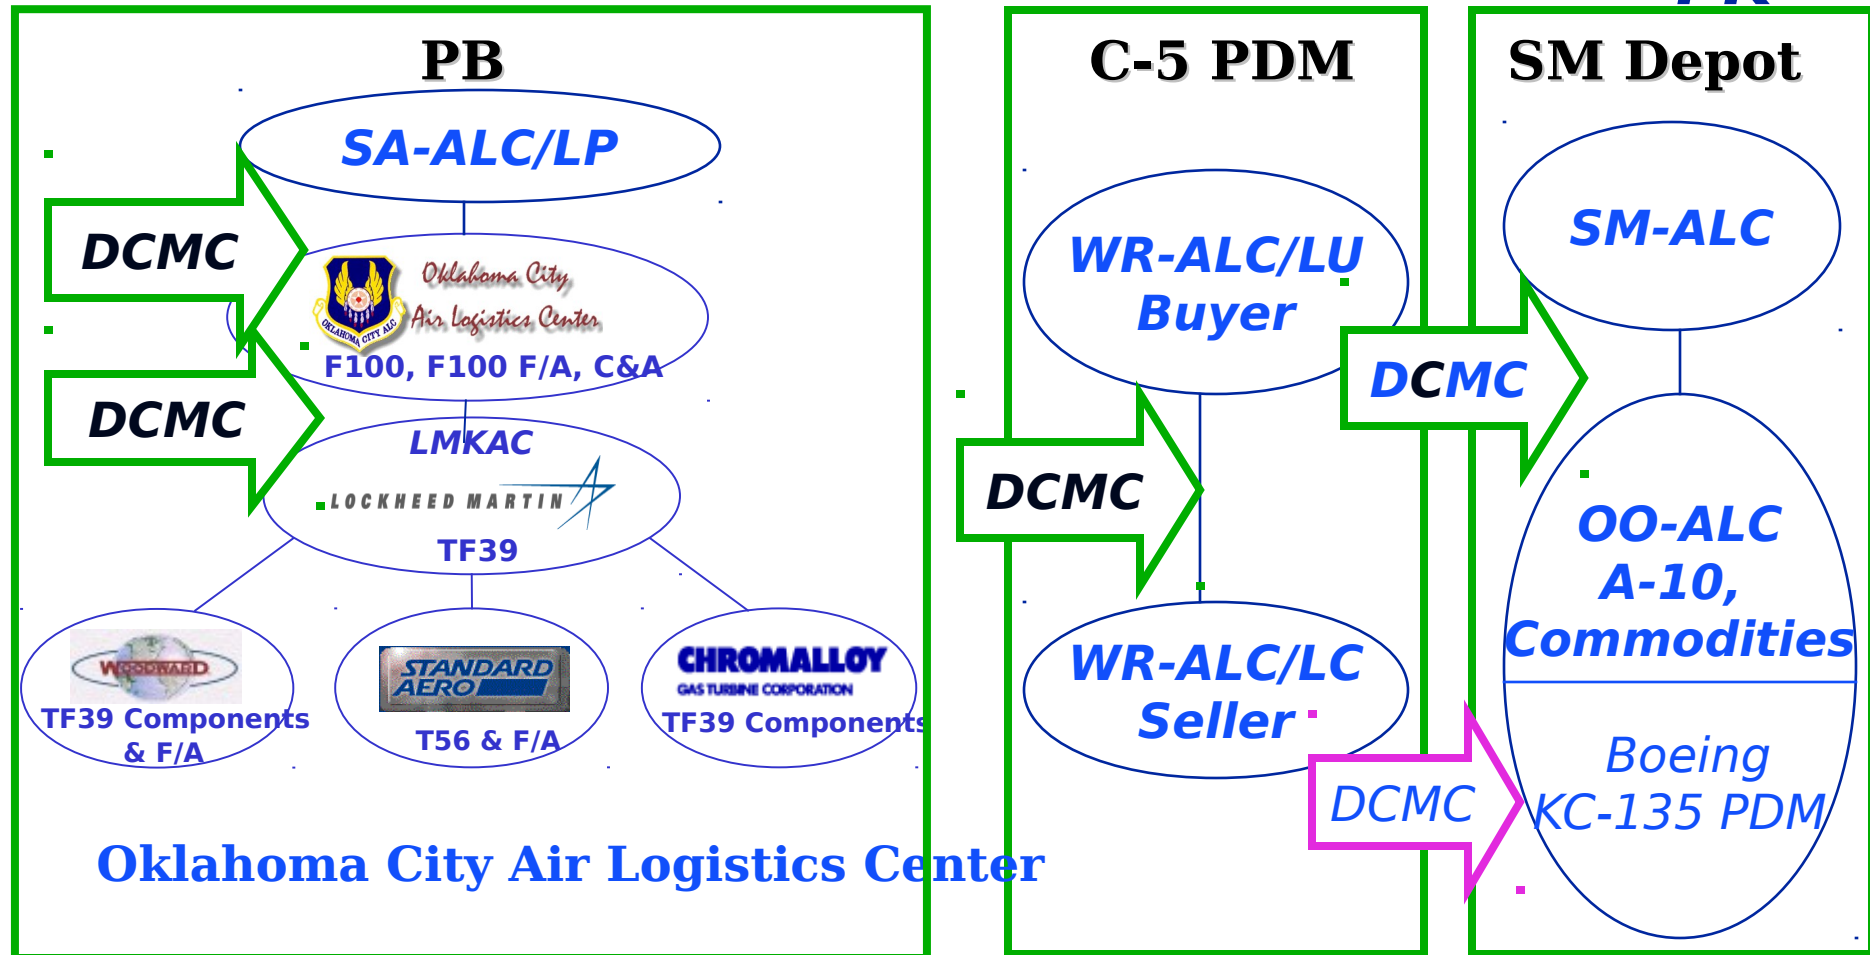 PB
SA-ALC/LP
DCMC
Oklahoma City
Air Logistics Center
OKLAHOMA CITY ALC
F100, F100 F/A, C&A
DCMC
LMKAC
LOCKHEED MARTIN
TF39
WOODWARD
TF39 Components
& F/A
STANDARD
AERO
T56 & F/A
CHROMALLOY
GAS TURBINE CORPORATION
TF39 Components
Oklahoma City Air Logistics Center
C-5 PDM
WR-ALC/LU
Buyer
DCMC
WR-ALC/LC
Seller
SM Depot
SM-ALC
DCMC
OO-ALC
A-10,
Commodities
DCMC
Boeing
KC-135 PDM